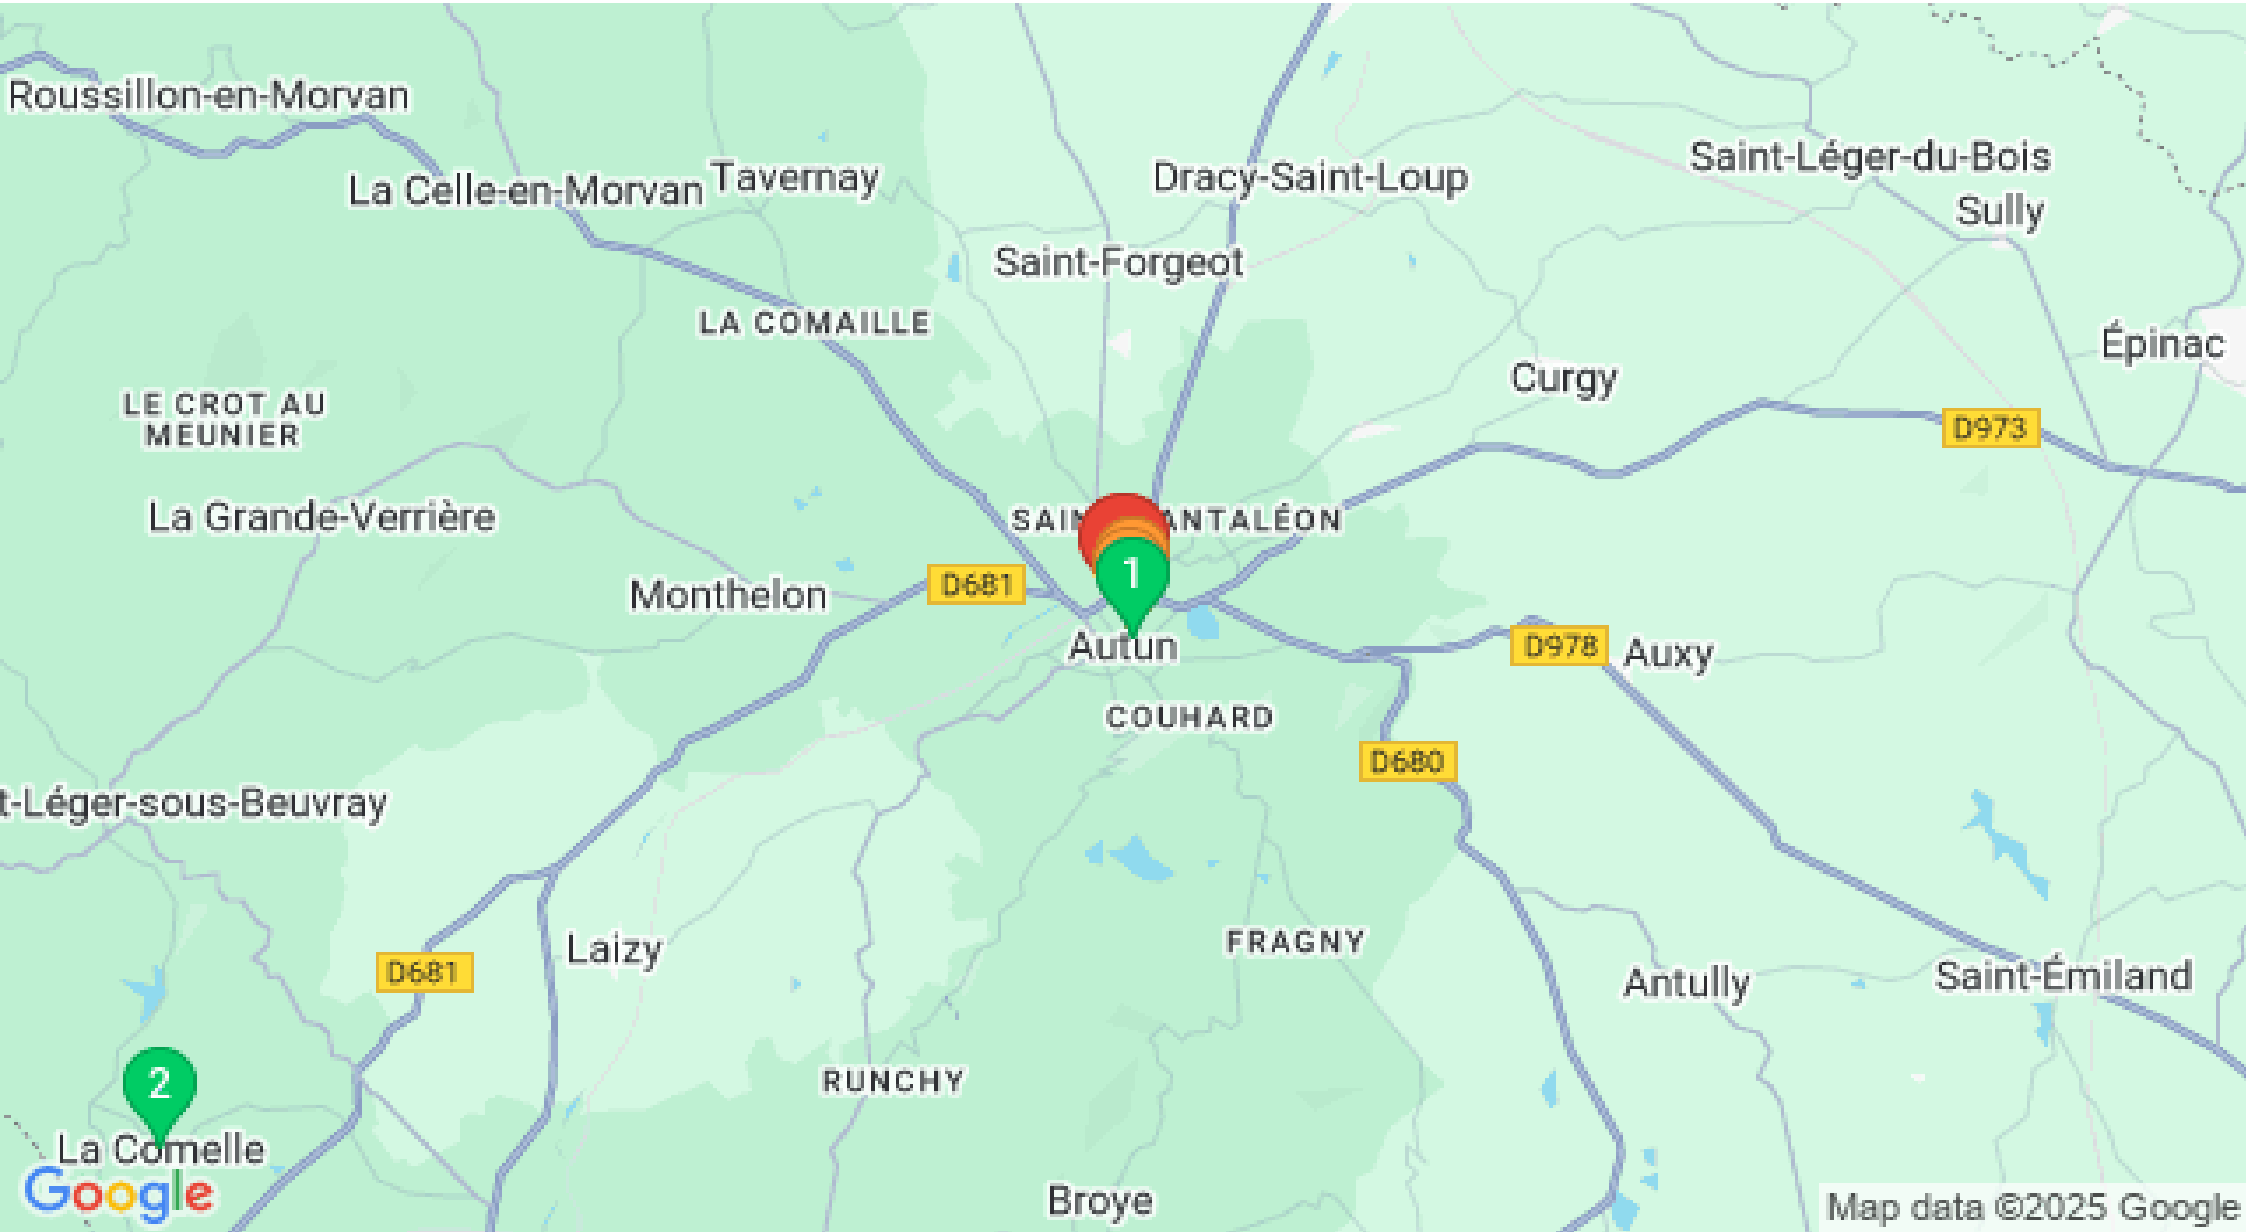 Roussillon-en-Morvan
La Celle-en-Morvan
Tavernay
Dracy-Saint-Loup
Saint-Léger-du-Bois
Sully
Saint-Forgeot
LA COMAILLE
Épinac
Curgy
LE CROT AU
MEUNIER
D973
La Grande-Verrière
SAIN ANTALÉON
1
D681
Monthelon
Autun
D978
Auxy
COUHARD
D680
t-Léger-sous-Beuvray
FRAGNY
Laizy
D681
Antully
Saint-Émiland
2
RUNCHY
La Comelle
Google
Broye
Map data ©2025 Google